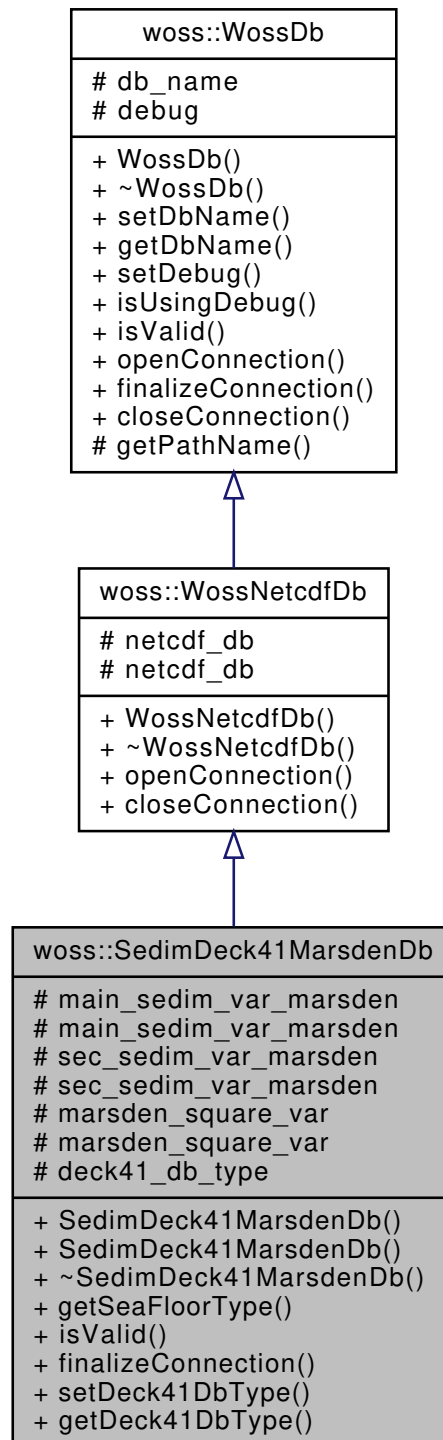 woss::WossDb
# db_name
# debug
+ WossDb()
+ ~WossDb()
+ setDbName()
+ getDbName()
+ setDebug()
+ isUsingDebug()
+ isValid()
+ openConnection()
+ finalizeConnection()
+ closeConnection()
# getPathName()
woss::WossNetcdfDb
# netcdf_db
# netcdf_db
+ WossNetcdfDb()
+ ~WossNetcdfDb()
+ openConnection()
+ closeConnection()
woss::SedimDeck41MarsdenDb
# main_sedim_var_marsden
# main_sedim_var_marsden
# sec_sedim_var_marsden
# sec_sedim_var_marsden
# marsden_square_var
# marsden_square_var
# deck41_db_type
+ SedimDeck41MarsdenDb()
+ SedimDeck41MarsdenDb()
+ ~SedimDeck41MarsdenDb()
+ getSeaFloorType()
+ isValid()
+ finalizeConnection()
+ setDeck41DbType()
+ getDeck41DbType()